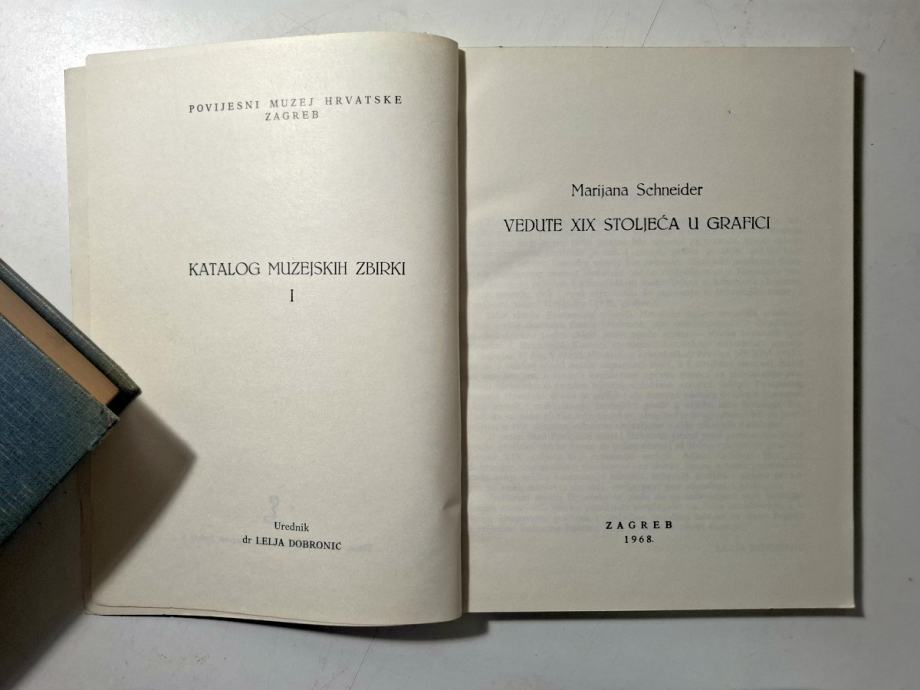 POVIJESNI MUZEJ HRVATSKE
ZAGREB
KATALOG MUZEJSKIH ZBIRKI
I
Urednik
dr LELJA DOBRONIĆ
Marijana Schneider
VEDUTE XIX STOLJEĆA U GRAFICI
ZAGREB
1968.